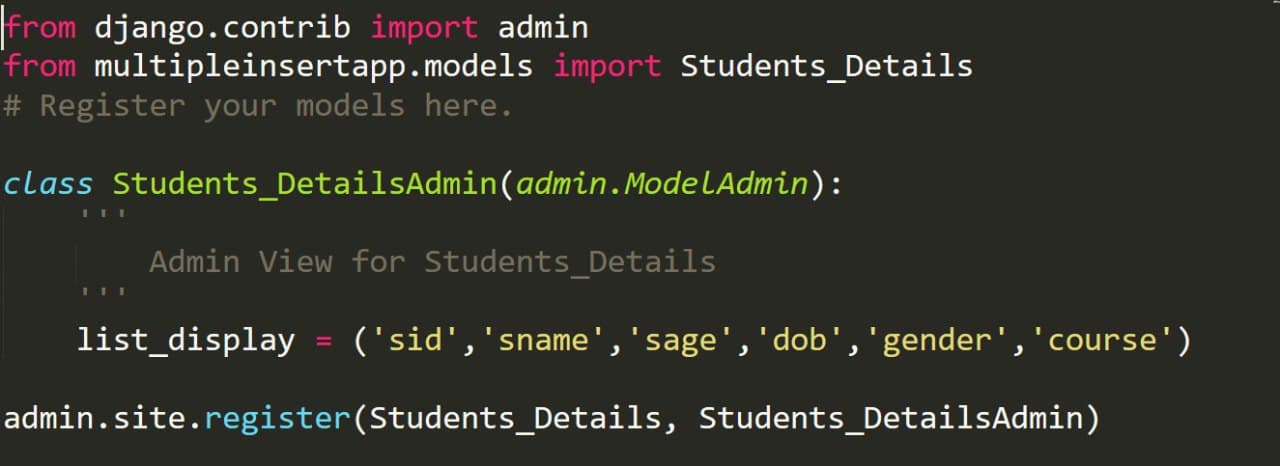 from django.contrib import admin
from multipleinsertapp.models import Students_Details
# Register your models here.
class Students_DetailsAdmin(admin.ModelAdmin):
'''
Admin View for Students_Details
'''
list_display = ('sid','sname','sage','dob','gender','course')
admin.site.register(Students_Details, Students_DetailsAdmin)